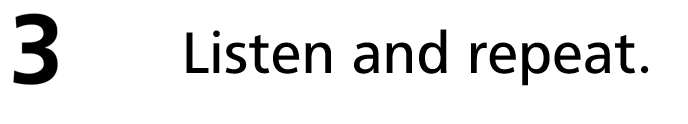 3 Listen and repeat.